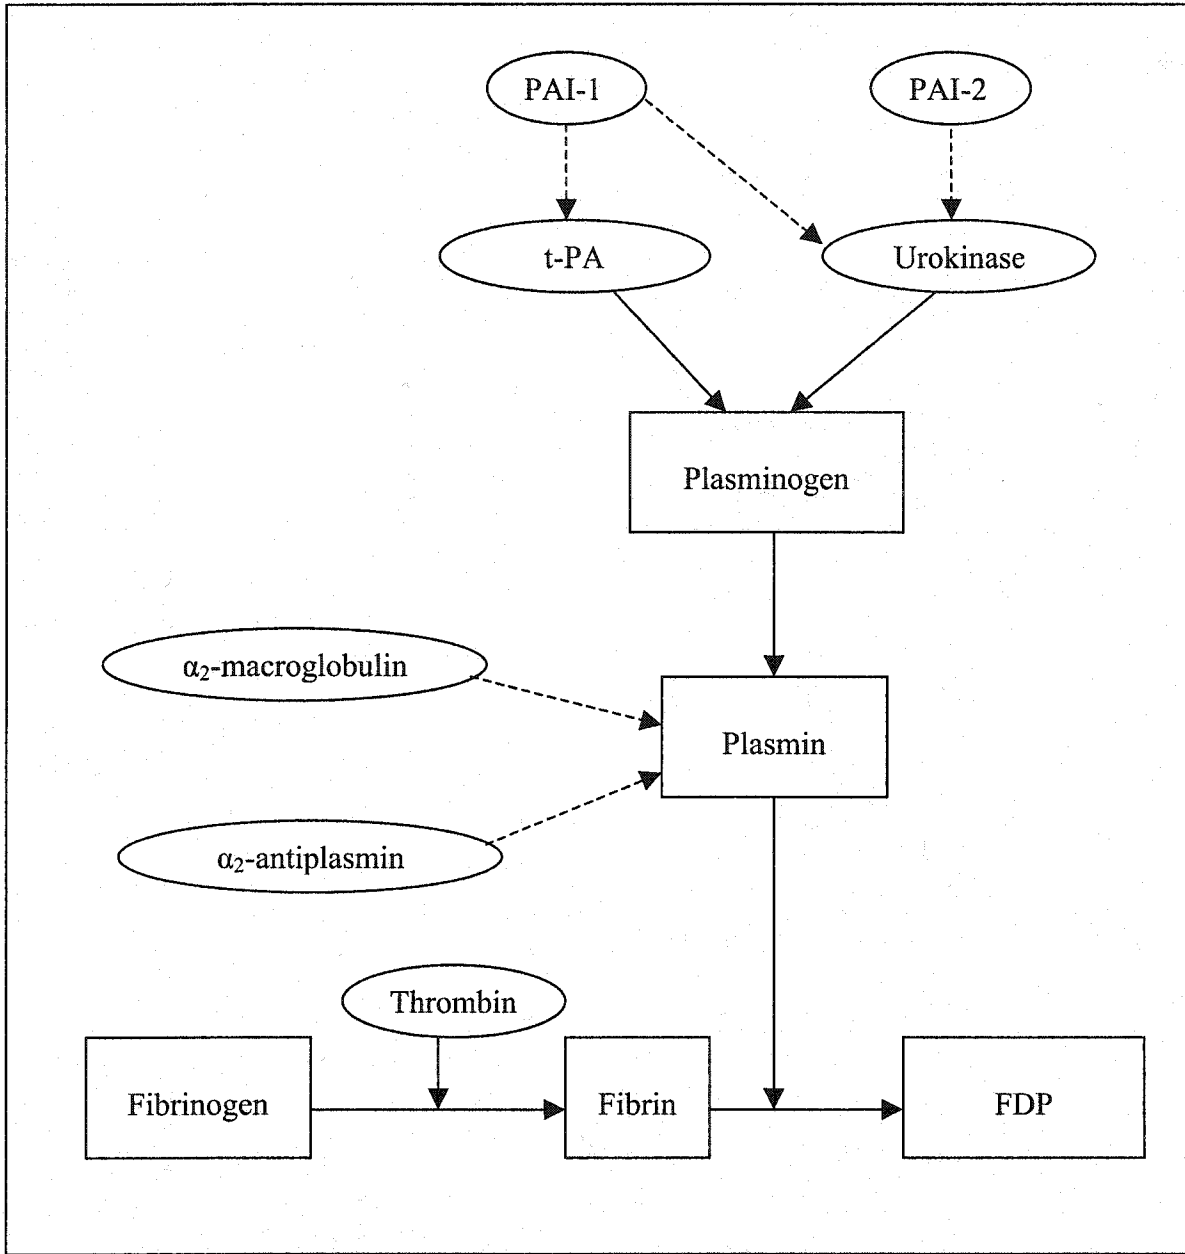 PAI-1
PAI-2
t-PA
Urokinase
Plasminogen
α₂-macroglobulin
Plasmin
α₂-antiplasmin
Thrombin
Fibrinogen
Fibrin
FDP